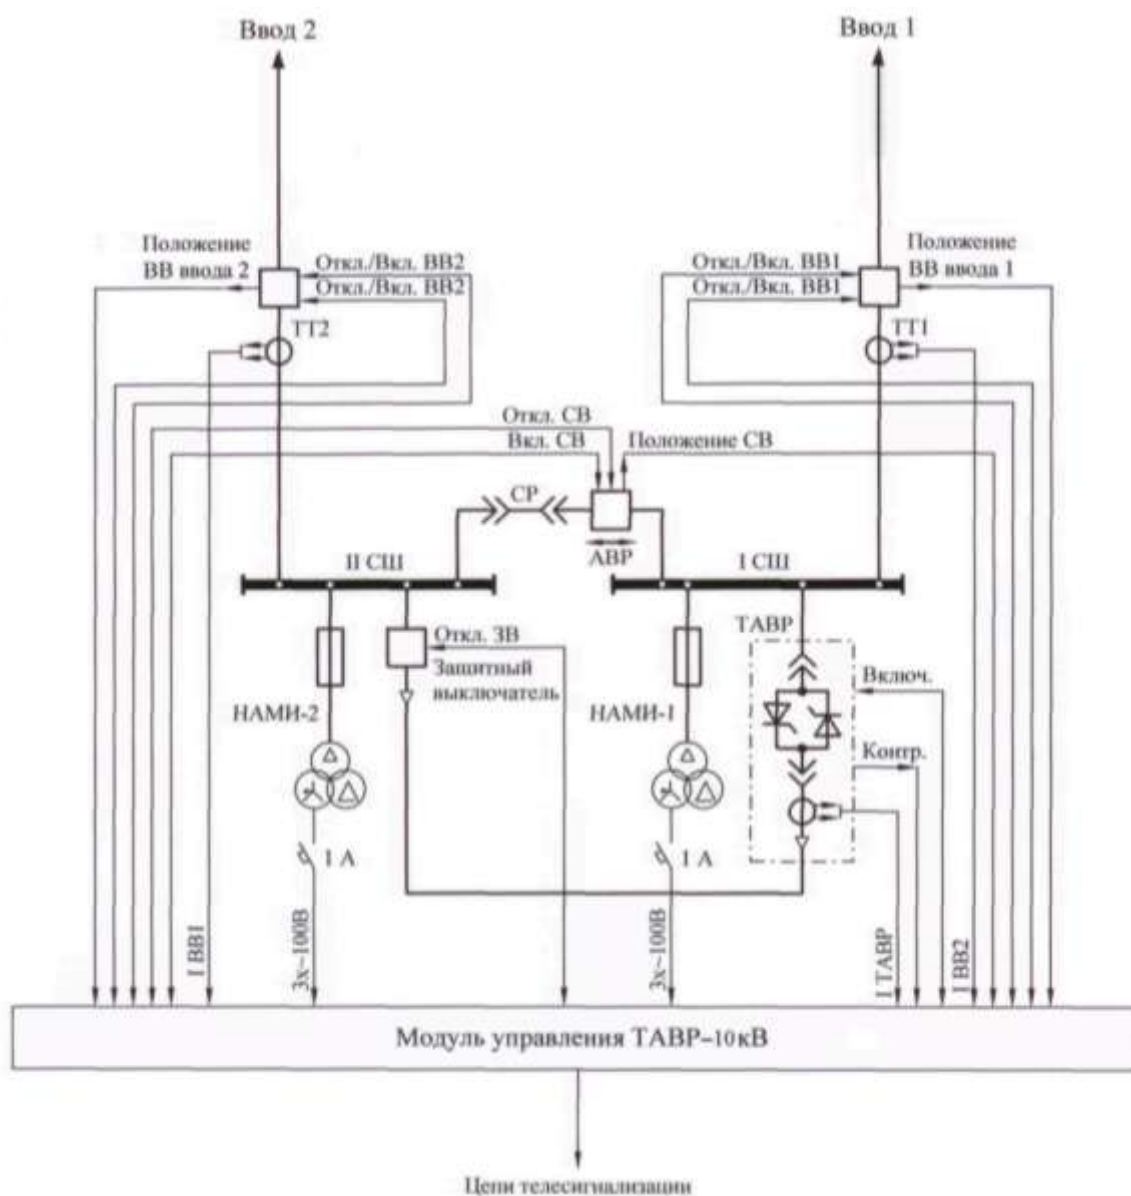 Ввод 2
Ввод 1
Положение
ВВ ввода 2
Откл./Вкл. ВВ2
Откл./Вкл. ВВ2
Откл./Вкл. ВВ1
Откл./Вкл. ВВ1
Положение
ВВ ввода 1
ТТ2
ТТ1
Откл. СВ
Вкл. СВ
Положение СВ
СР
АВР
II СШ
I СШ
Откл. ЗВ
Защитный
выключатель
ТАВР
Включ.
НАМИ-2
НАМИ-1
Контр.
1 А
1 А
I ВВ1
3х~100В
3х~100В
I ТАВР
I ВВ2
Модуль управления ТАВР–10кВ
Цепи телесигнализации